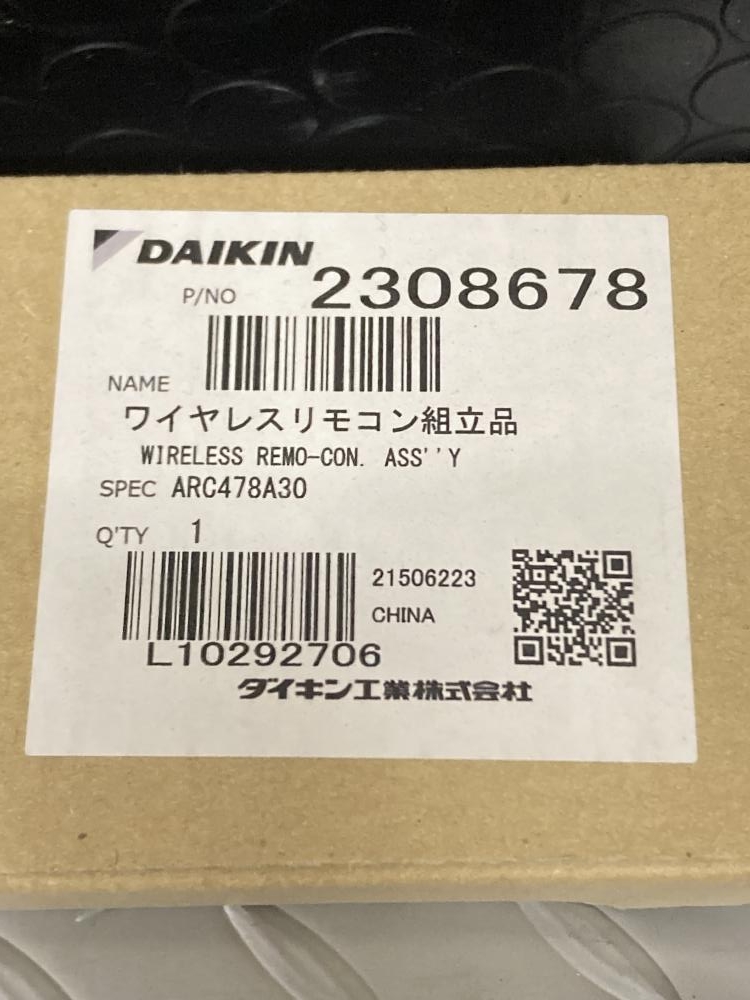 DAIKIN
P/NO 2308678
NAME
ワイヤレスリモコン組立品
WIRELESS REMO-CON. ASS''Y
SPEC ARC478A30
Q'TY 1
21506223
CHINA
L10292706
ダイキン工業株式会社